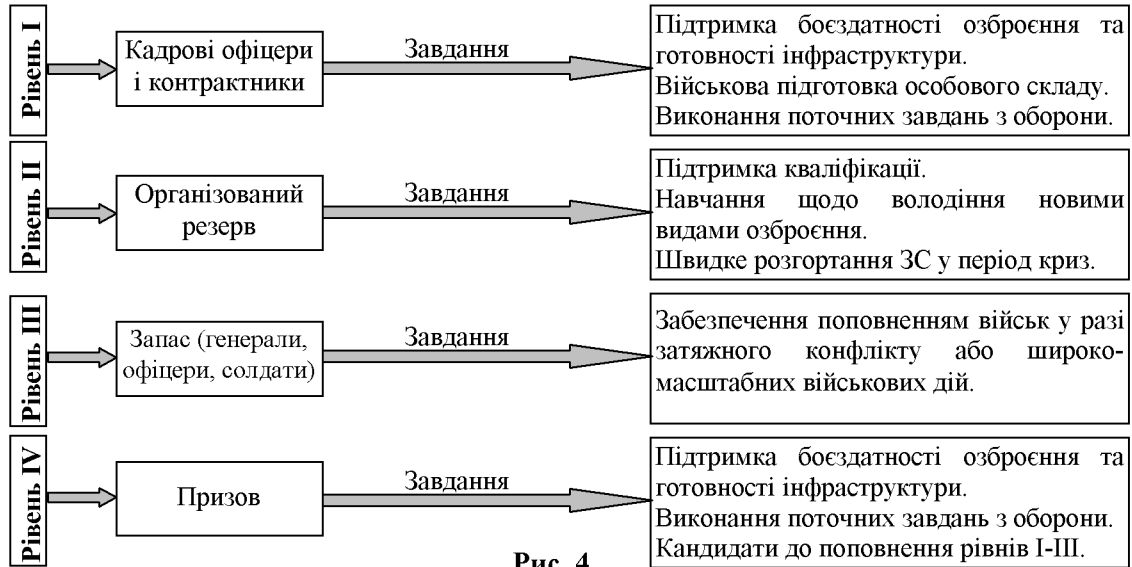 Рівень I
Кадрові офіцери
і контрактники
Завдання
Підтримка боєздатності озброєння та
готовності інфраструктури.
Військова підготовка особового складу.
Виконання поточних завдань з оборони.
Рівень II
Організований
резерв
Завдання
Підтримка кваліфікації.
Навчання щодо володіння новими
видами озброєння.
Швидке розгортання ЗС у період криз.
Рівень III
Запас (генерали,
офіцери, солдати)
Завдання
Забезпечення поповненням військ у разі
затяжного конфлікту або широко-
масштабних військових дій.
Рівень IV
Призов
Завдання
Підтримка боєздатності озброєння та
готовності інфраструктури.
Виконання поточних завдань з оборони.
Кандидати до поповнення рівнів I-III.
Рис. 4